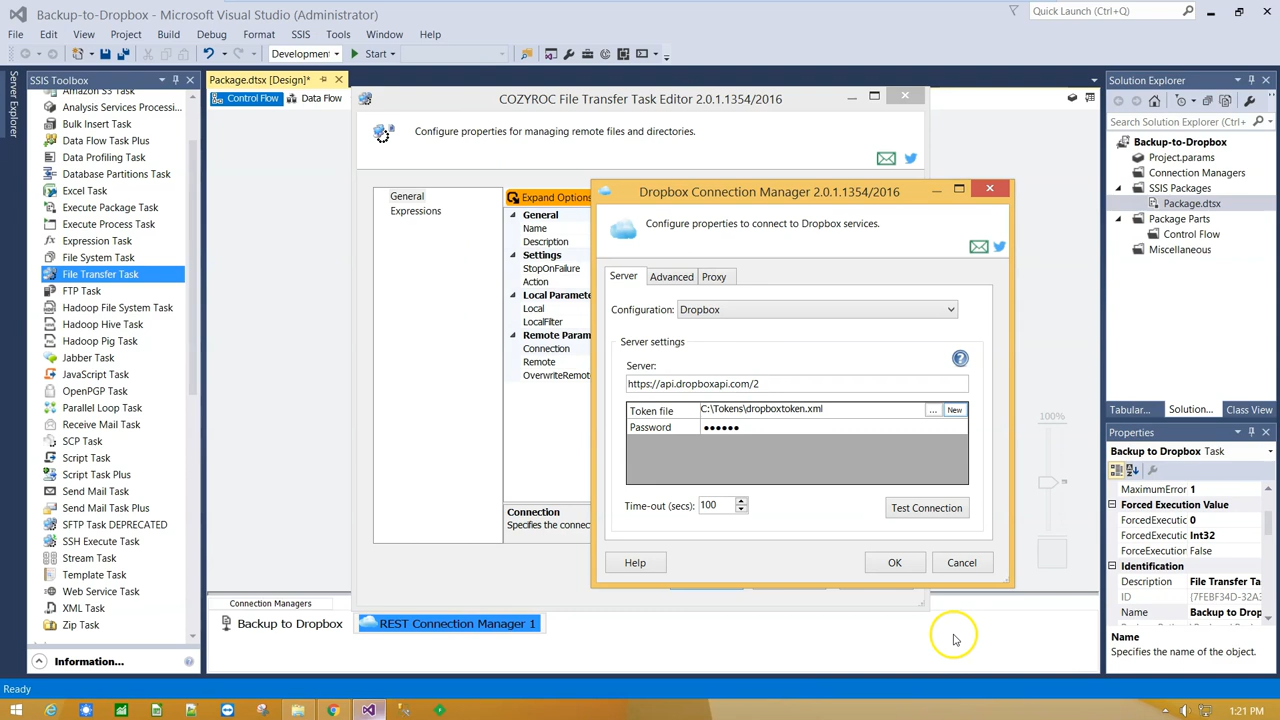 Backup-to-Dropbox - Microsoft Visual Studio (Administrator)
Quick Launch (Ctrl+Q)
File Edit View Project Build Debug Format SSIS Tools Window Help
Development Start
Server Explorer
SSIS Toolbox
Amazon S3 Task
Analysis Services Processi...
Bulk Insert Task
Data Flow Task Plus
Data Profiling Task
Database Partitions Task
Excel Task
Execute Package Task
Execute Process Task
Expression Task
File System Task
File Transfer Task
FTP Task
Hadoop File System Task
Hadoop Hive Task
Hadoop Pig Task
Jabber Task
JavaScript Task
OpenPGP Task
Parallel Loop Task
Receive Mail Task
SCP Task
Script Task
Script Task Plus
Send Mail Task
Send Mail Task Plus
SFTP Task DEPRECATED
SSH Execute Task
Stream Task
Template Task
Web Service Task
XML Task
Zip Task
Information...
Package.dtsx [Design]*
Control Flow Data Flow
COZYROC File Transfer Task Editor 2.0.1.1354/2016
Configure properties for managing remote files and directories.
General
Expressions
Expand Options
General
Name
Description
Settings
StopOnFailure
Action
Local Paramete
Local
LocalFilter
Remote Param
Connection
Remote
OverwriteRemot
Connection
Specifies the connec
Dropbox Connection Manager 2.0.1.1354/2016
Configure properties to connect to Dropbox services.
Server Advanced Proxy
Configuration: Dropbox
Server settings
Server:
https://api.dropboxapi.com/2
Token file C:\Tokens\dropboxtoken.xml ... New
Password ●●●●●●
Time-out (secs): 100 Test Connection
Help OK Cancel
100%
Connection Managers
Backup to Dropbox REST Connection Manager 1
Solution Explorer
Search Solution Explorer (Ctrl+
Backup-to-Dropbox
Project.params
Connection Managers
SSIS Packages
Package.dtsx
Package Parts
Control Flow
Miscellaneous
Tabular... Solution... Class View
Properties
Backup to Dropbox Task
MaximumError 1
Forced Execution Value
ForcedExecutic 0
ForcedExecutic Int32
ForceExecution False
Identification
Description File Transfer Ta
ID {7FEBF34D-32A3
Name Backup to Drop
Name
Specifies the name of the object.
Ready
1:21 PM